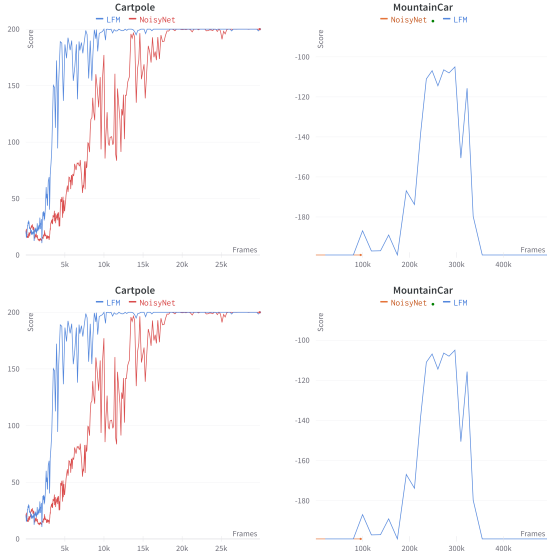 Cartpole
LFM NoisyNet
Score
200
150
100
50
0
5k 10k 15k 20k 25k
Frames
MountainCar
NoisyNet LFM
Score
-100
-120
-140
-160
-180
100k 200k 300k 400k
Frames
Cartpole
LFM NoisyNet
Score
200
150
100
50
0
5k 10k 15k 20k 25k
Frames
MountainCar
NoisyNet LFM
Score
-100
-120
-140
-160
-180
100k 200k 300k 400k
Frames